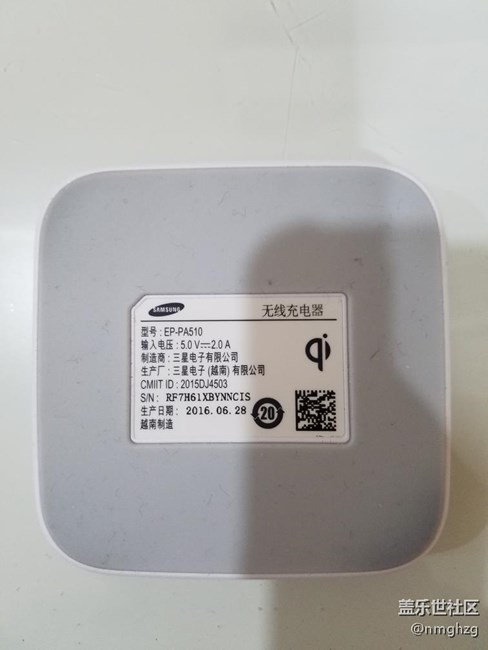 SAMSUNG
无线充电器
型号 : EP-PA510
输入电压 : 5.0 V⎓2.0 A
制造商 : 三星电子有限公司
生产厂 : 三星电子 (越南) 有限公司
CMIIT ID : 2015DJ4503
S/N : RF7H61XBYNNCIS
生产日期 : 2016.06.28
20
越南制造
qi
盖乐世社区
@nmghzg